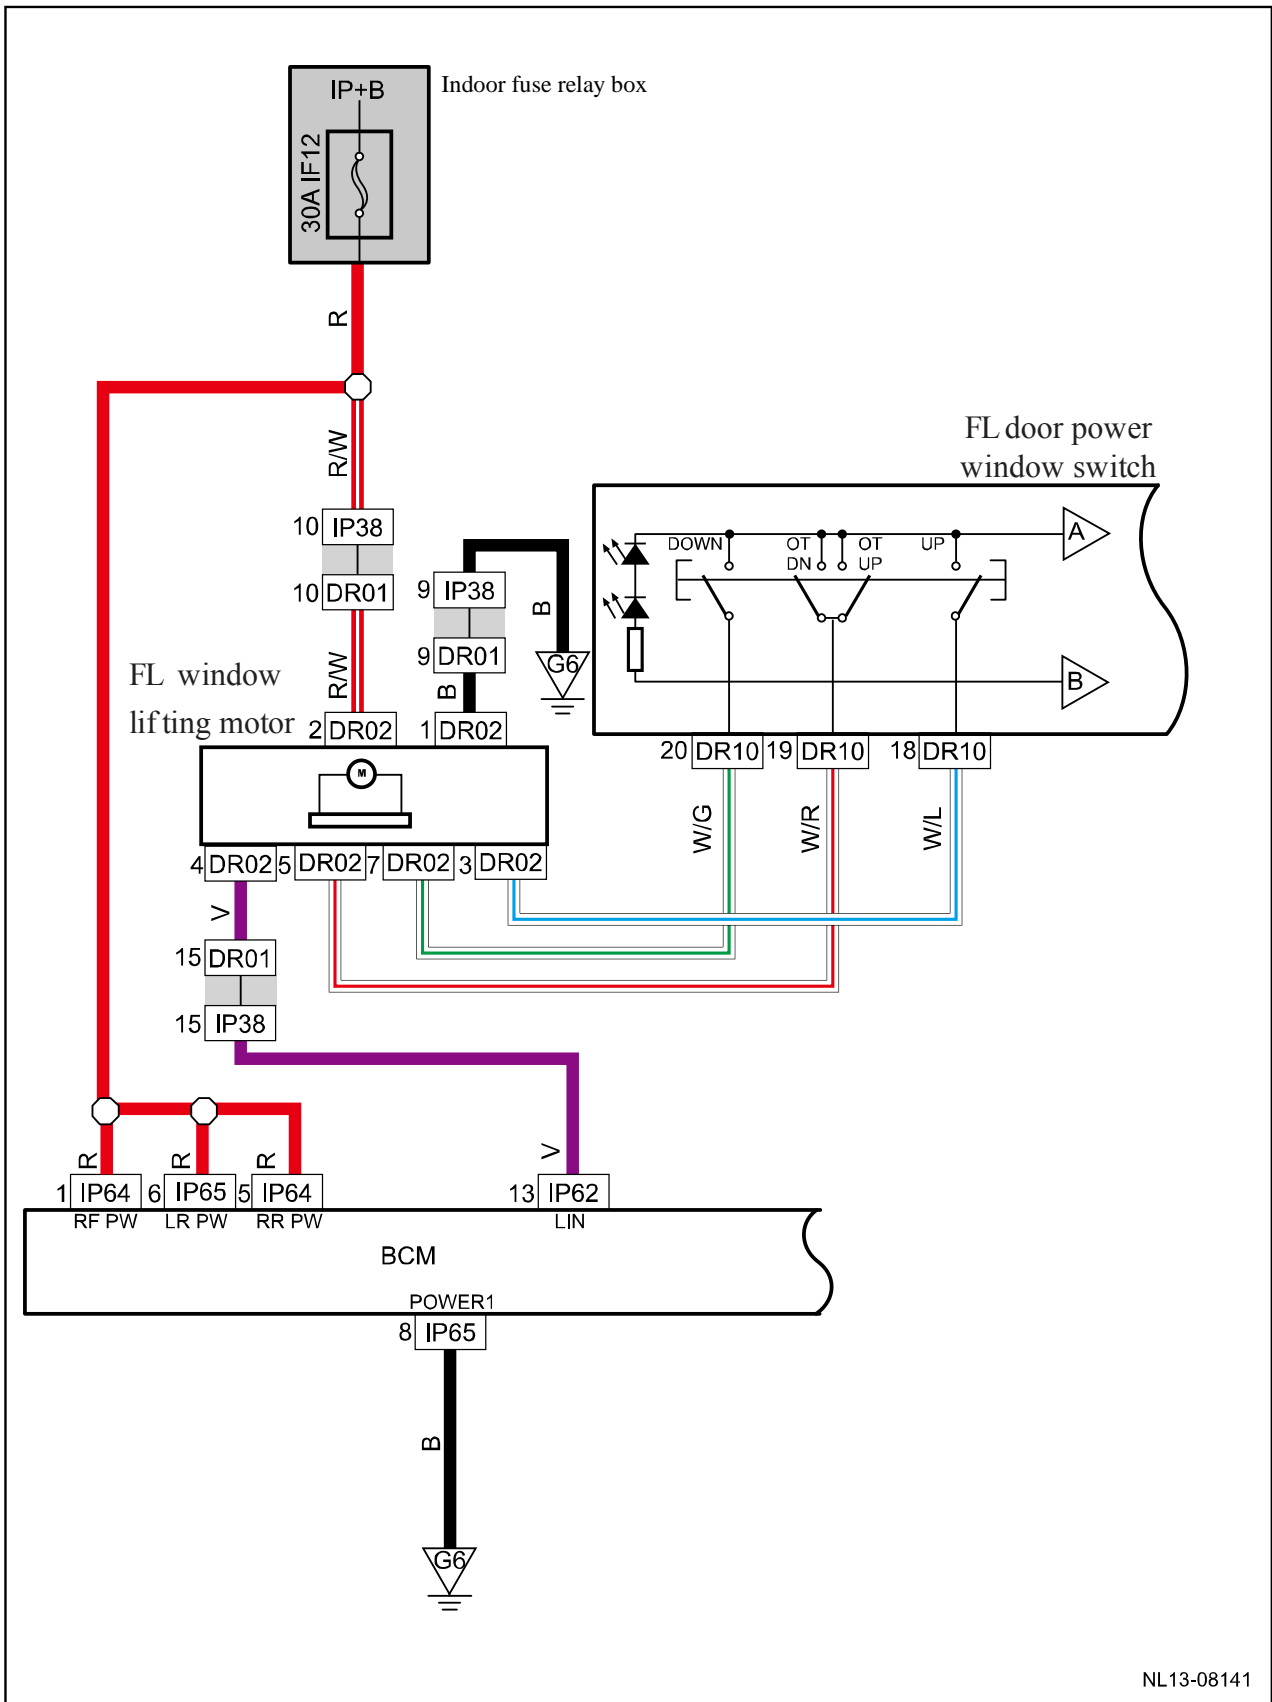 IP+B
Indoor fuse relay box
30A IF12
R
R/W
10 IP38
10 DR01
R/W
9 IP38
9 DR01
B
B
G6
FL door power
window switch
DOWN
OT
DN
OT
UP
UP
A
B
FL window
lifting motor
2 DR02
1 DR02
M
20 DR10
19 DR10
18 DR10
W/G
W/R
W/L
4 DR02
5 DR02
7 DR02
3 DR02
V
15 DR01
15 IP38
R
R
R
V
1 IP64
6 IP65
5 IP64
13 IP62
RF PW
LR PW
RR PW
LIN
BCM
POWER1
8 IP65
B
G6
NL13-08141